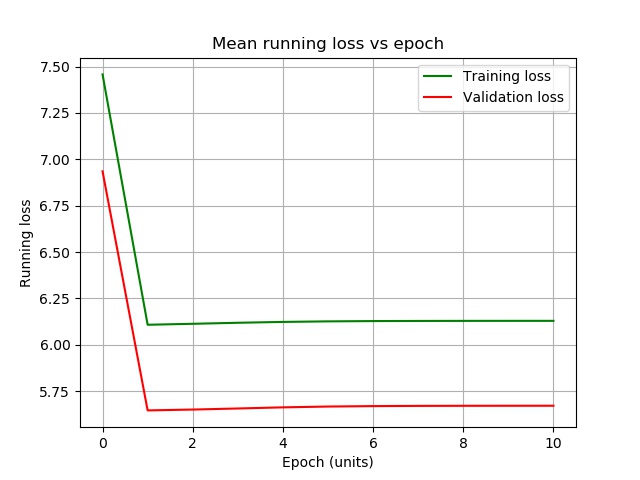 Mean running loss vs epoch
7.50
7.25
7.00
6.75
6.50
6.25
6.00
5.75
Running loss
Training loss
Validation loss
0 2 4 6 8 10
Epoch (units)